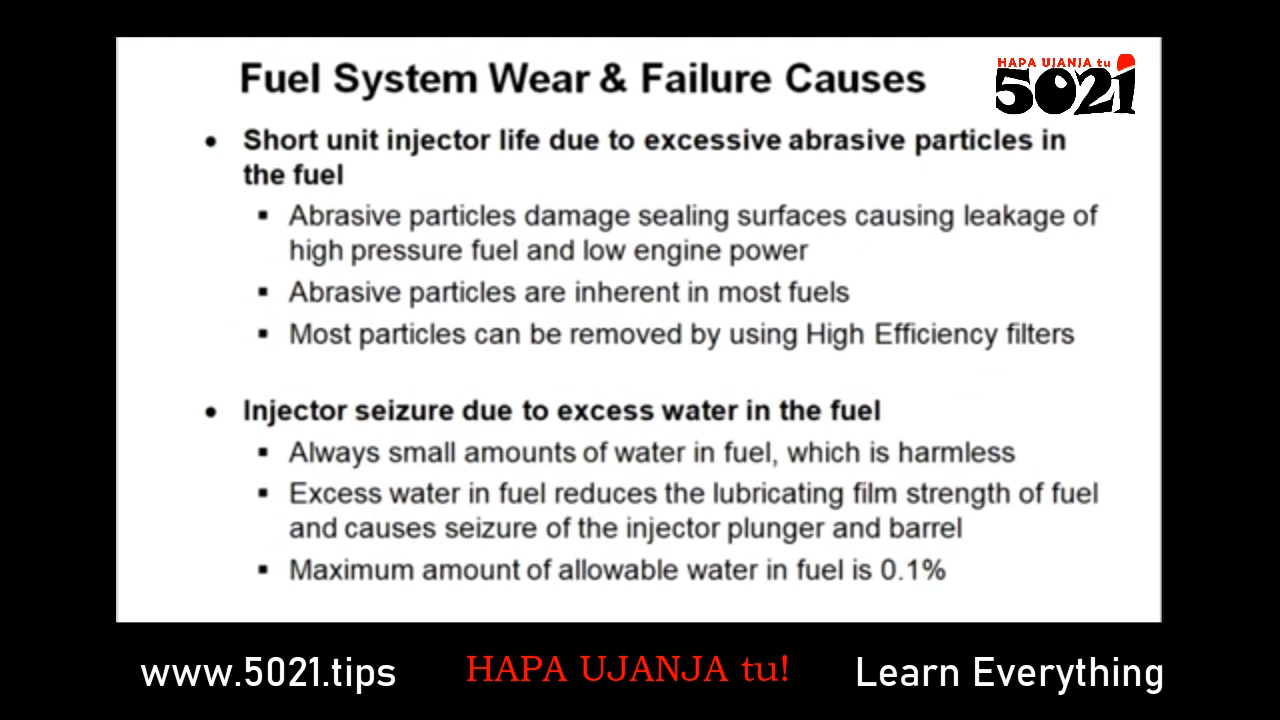 Fuel System Wear & Failure Causes
HAPA UJANJA tu
5021
• Short unit injector life due to excessive abrasive particles in
the fuel
▪ Abrasive particles damage sealing surfaces causing leakage of
high pressure fuel and low engine power
▪ Abrasive particles are inherent in most fuels
▪ Most particles can be removed by using High Efficiency filters
• Injector seizure due to excess water in the fuel
▪ Always small amounts of water in fuel, which is harmless
▪ Excess water in fuel reduces the lubricating film strength of fuel
and causes seizure of the injector plunger and barrel
▪ Maximum amount of allowable water in fuel is 0.1%
www.5021.tips HAPA UJANJA tu! Learn Everything